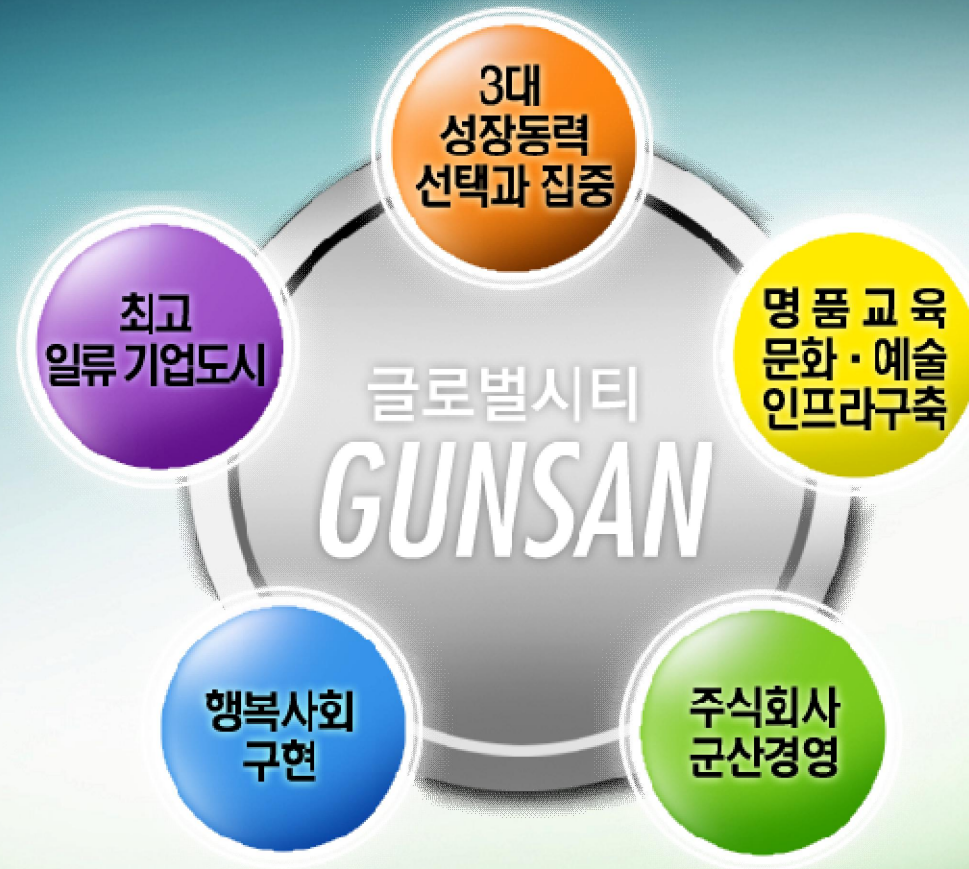 3대
성장동력
선택과 집중
최고
일류 기업도시
명 품 교 육
문화 · 예술
인프라구축
글로벌시티
GUNSAN
행복사회
구현
주식회사
군산경영